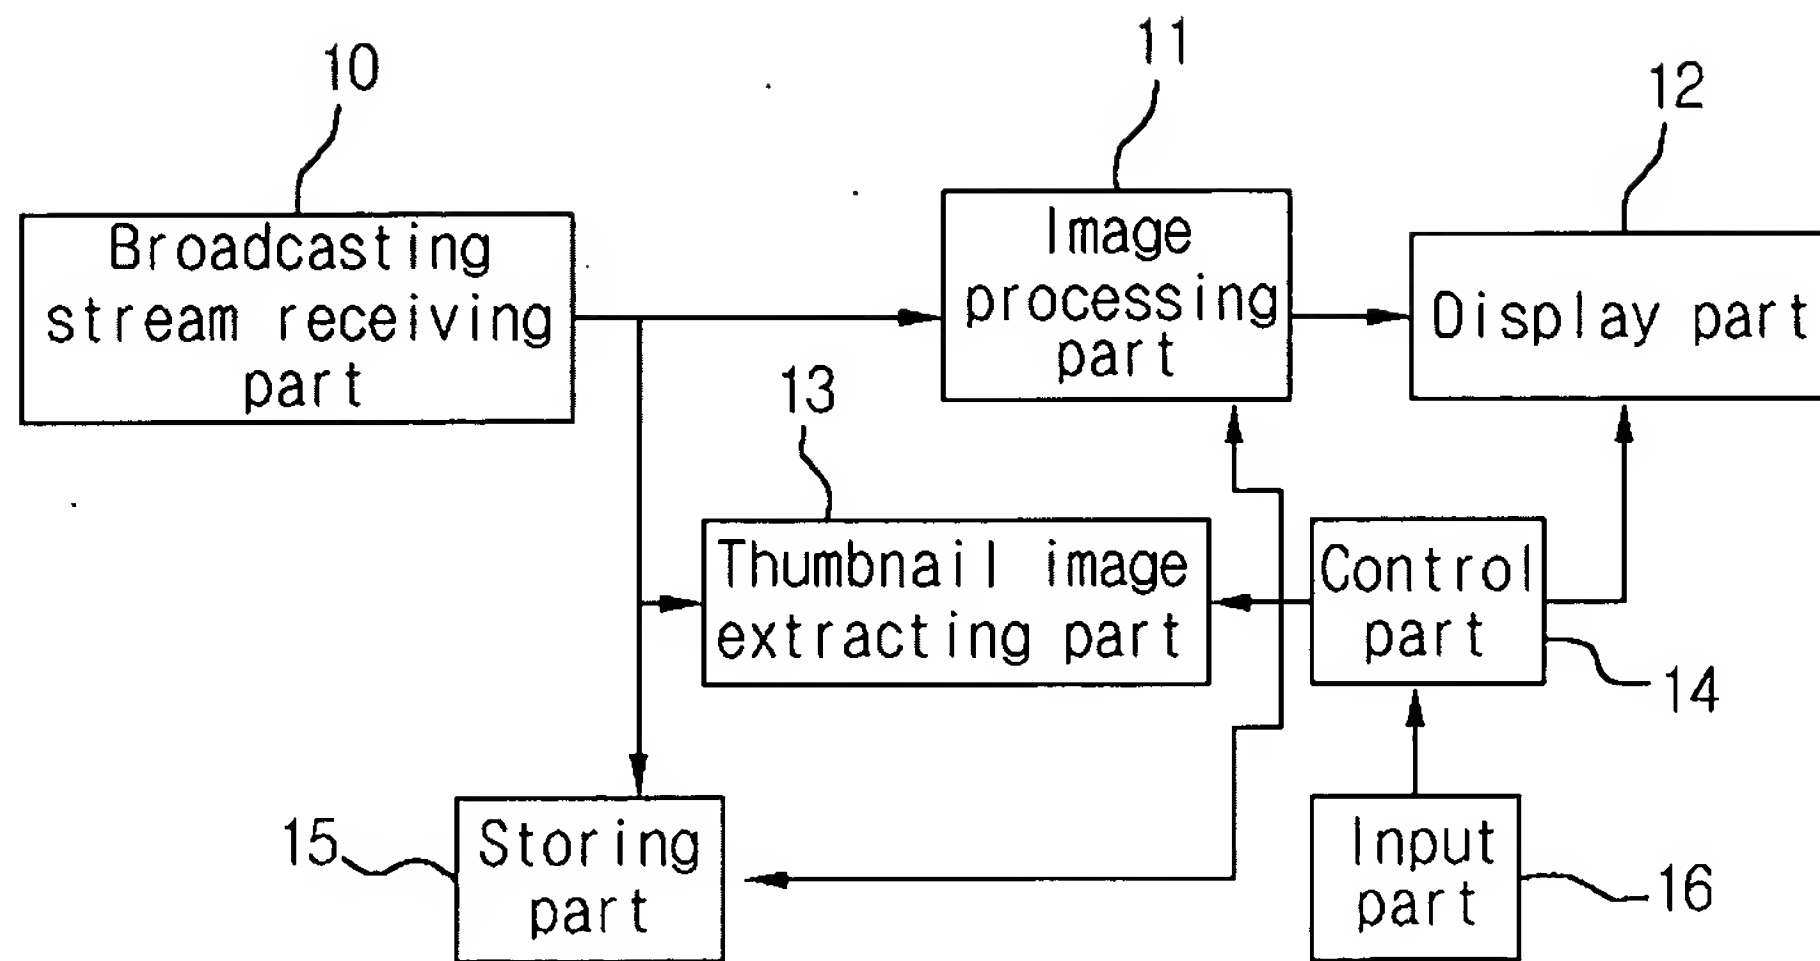 10
11
12
Broadcasting
stream receiving
part
Image
processing
part
Display part
13
Thumbnail image
extracting part
Control
part
14
15
Storing
part
Input
part
16